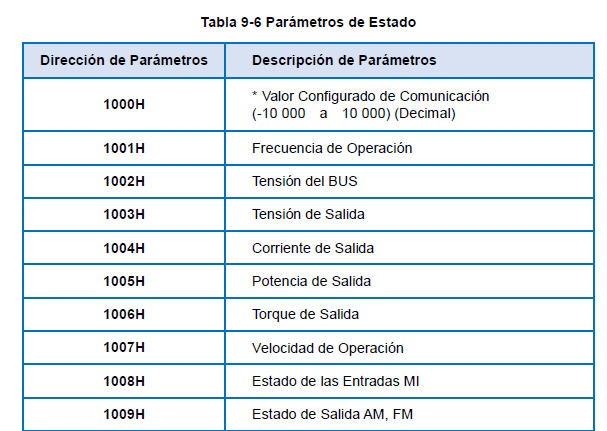 Tabla 9-6 Parámetros de Estado
Dirección de Parámetros Descripción de Parámetros
1000H * Valor Configurado de Comunicación
(-10 000 a 10 000) (Decimal)
1001H Frecuencia de Operación
1002H Tensión del BUS
1003H Tensión de Salida
1004H Corriente de Salida
1005H Potencia de Salida
1006H Torque de Salida
1007H Velocidad de Operación
1008H Estado de las Entradas MI
1009H Estado de Salida AM, FM